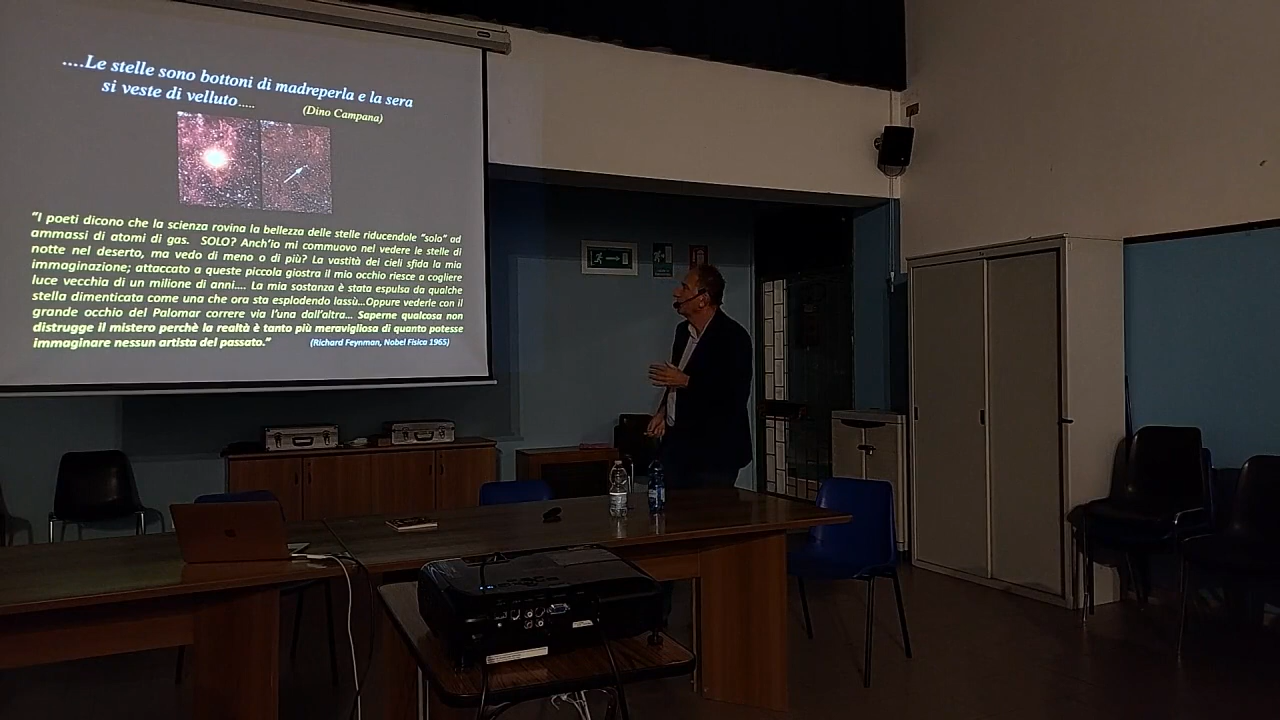 ....Le stelle sono bottoni di madreperla e la sera
si veste di velluto.....
(Dino Campana)
“I poeti dicono che la scienza rovina la bellezza delle stelle riducendole “solo” ad
ammassi di atomi di gas. SOLO? Anch’io mi commuovo nel vedere le stelle di
notte nel deserto, ma vedo di meno o di più? La vastità dei cieli sfida la mia
immaginazione; attaccato a queste piccola giostra il mio occhio riesce a cogliere
luce vecchia di un milione di anni.... La mia sostanza è stata espulsa da qualche
stella dimenticata come una che ora sta esplodendo lassù...Oppure vederle con il
grande occhio del Palomar correre via l’una dall’altra... Saperne qualcosa non
distrugge il mistero perchè la realtà è tanto più meravigliosa di quanto potesse
immaginare nessun artista del passato.”
(Richard Feynman, Nobel Fisica 1965)